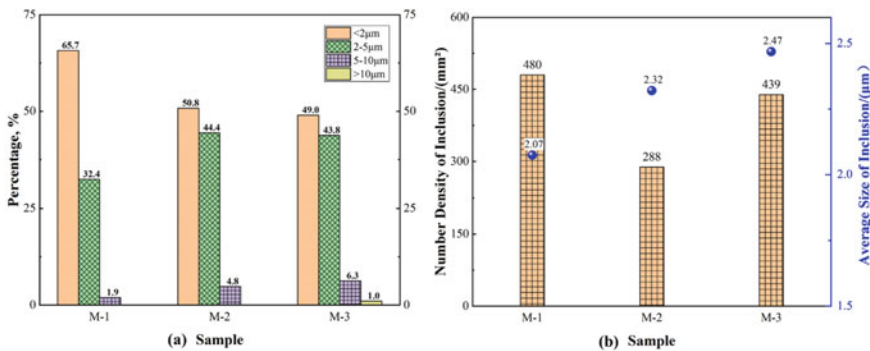 75
50
25
0
Percentage, %
65.7
32.4
1.9
50.8
44.4
4.8
49.0
43.8
6.3
1.0
<2μm
2-5μm
5-10μm
>10μm
75
50
25
0
M-1 M-2 M-3
(a) Sample
600
450
300
150
0
Number Density of Inclusion/(mm²)
480
2.07
2.32
288
2.47
439
2.5
2.0
1.5
Average Size of Inclusion/(μm)
M-1 M-2 M-3
(b) Sample